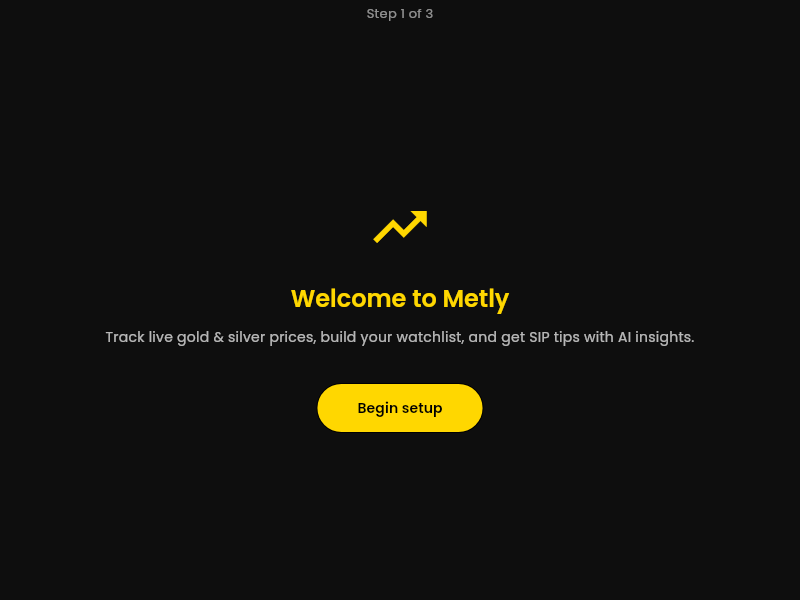 Step 1 of 3
Welcome to Metly
Track live gold & silver prices, build your watchlist, and get SIP tips with AI insights.
Begin setup